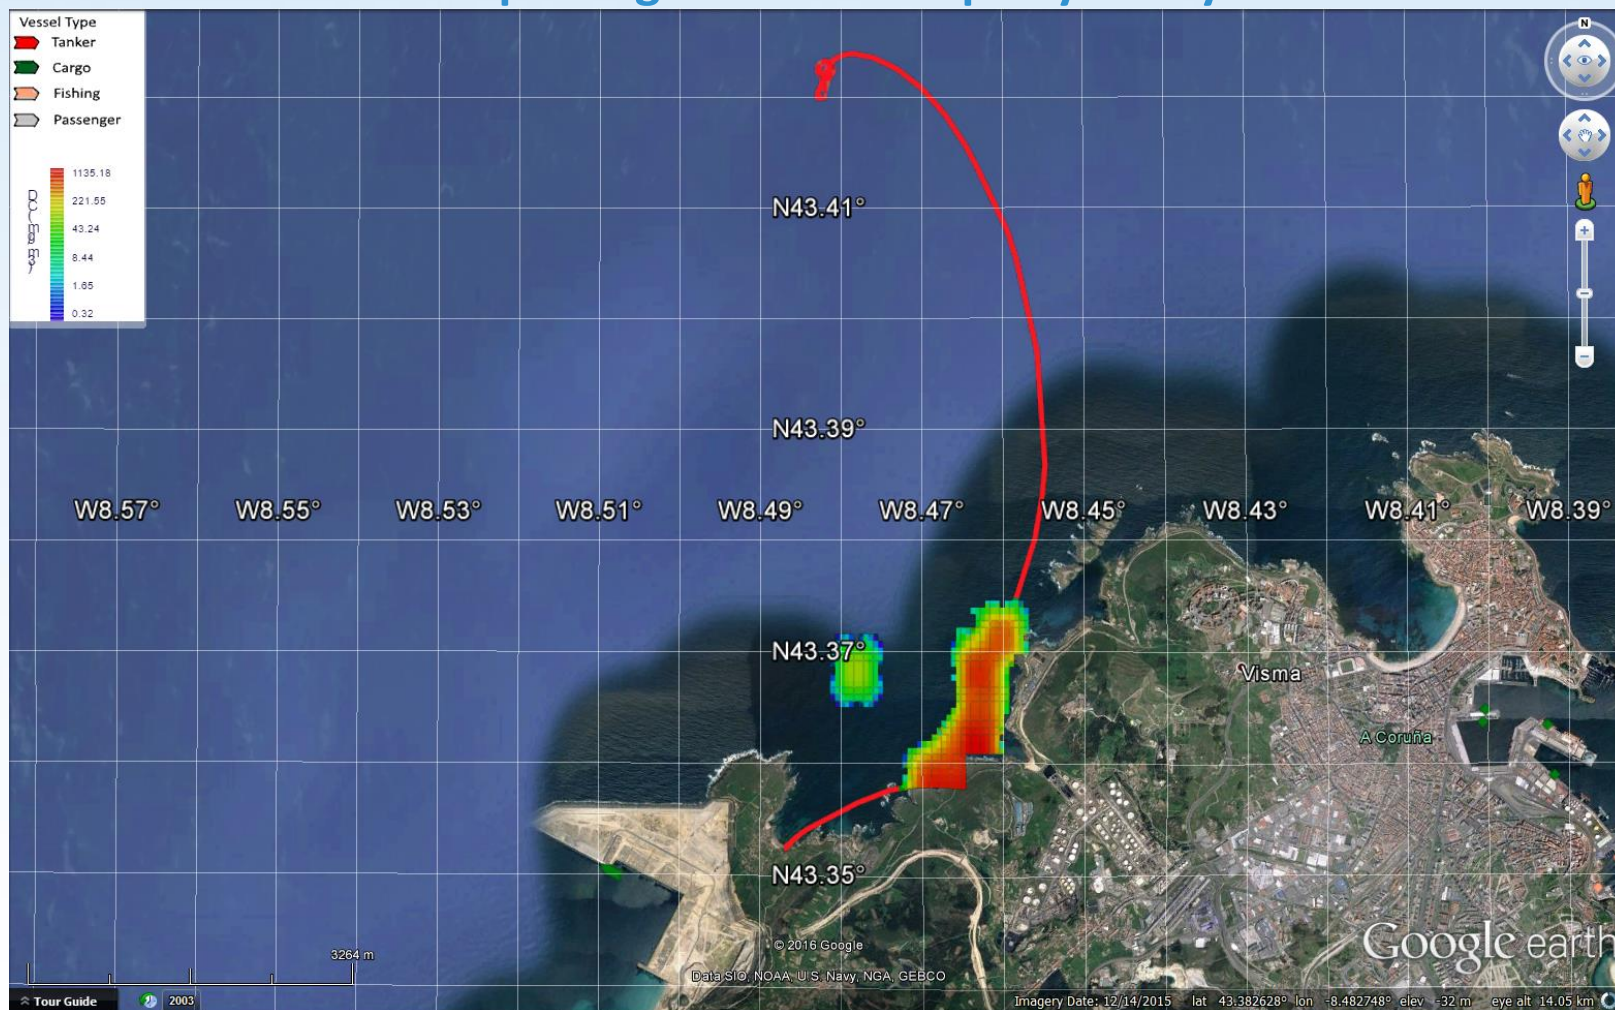 Vessel Type
Tanker
Cargo
Fishing
Passenger
1135.18
221.55
43.24
8.44
1.65
0.32
N
N43.41°
N43.39°
W8.57° W8.55° W8.53° W8.51° W8.49° W8.47° W8.45° W8.43° W8.41° W8.39°
N43.37°
Visma
A Coruña
N43.35°
© 2016 Google
Google earth
3264 m
Data SIO, NOAA, U.S. Navy, NGA, GEBCO
Tour Guide
2003
Imagery Date: 12/14/2015 lat 43.382628° lon -8.482748° elev -32 m eye alt 14.05 km